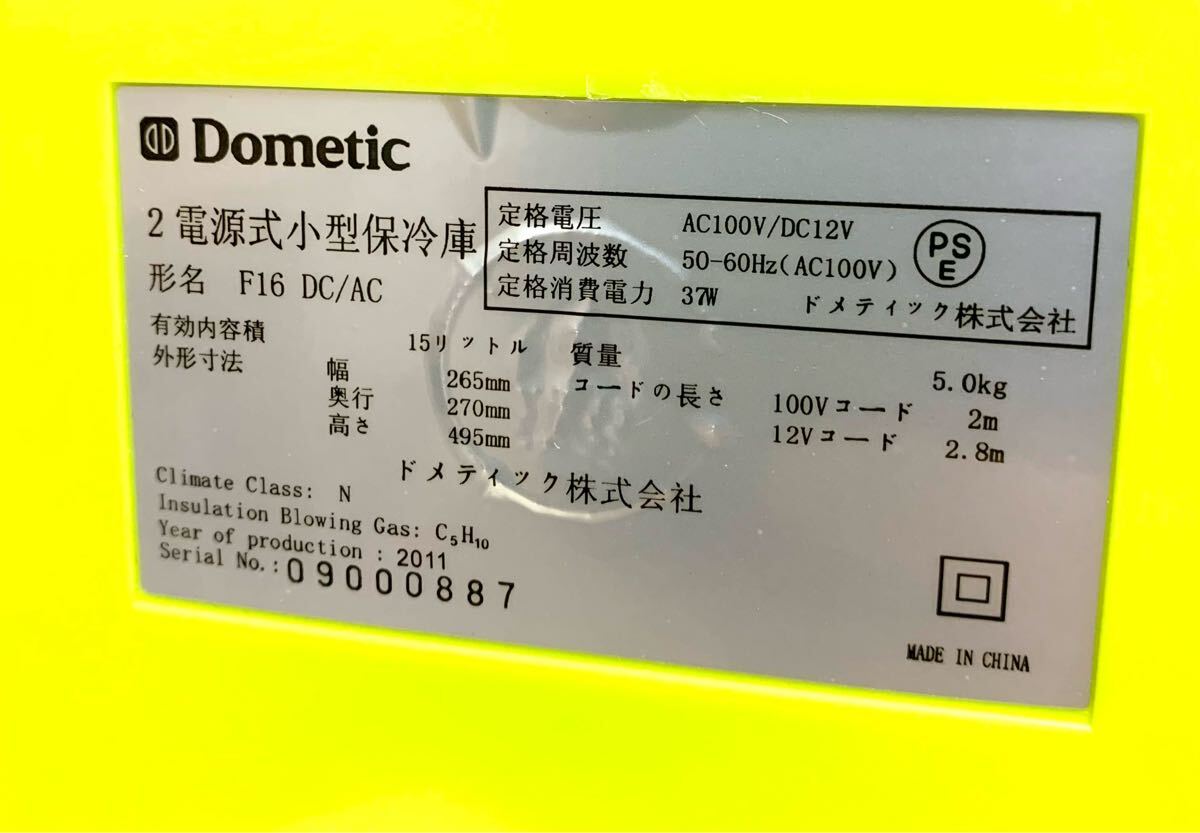 Dometic
2電源式小型保冷庫
形名 F16 DC/AC
定格電圧 AC100V/DC12V
定格周波数 50-60Hz(AC100V)
定格消費電力 37W
PSE
ドメティック株式会社
有効内容積 15リットル
外形寸法
幅 265mm
奥行 270mm
高さ 495mm
質量 5.0kg
コードの長さ
100Vコード 2m
12Vコード 2.8m
ドメティック株式会社
Climate Class: N
Insulation Blowing Gas: C₅H₁₀
Year of production : 2011
Serial No.: 09000887
MADE IN CHINA